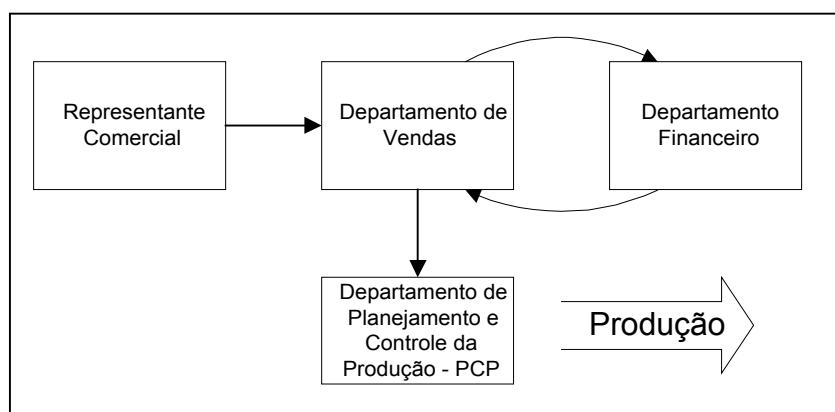 Representante
Comercial
Departamento de
Vendas
Departamento
Financeiro
Departamento de
Planejamento e
Controle da
Produção - PCP
Produção